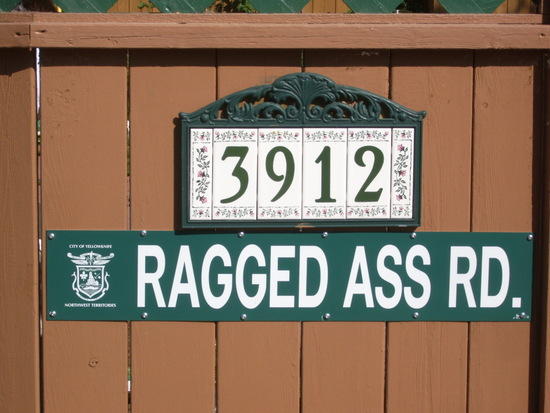 3912
CITY OF YELLOWKNIFE
RAGGED ASS RD.
NORTHWEST TERRITORIES